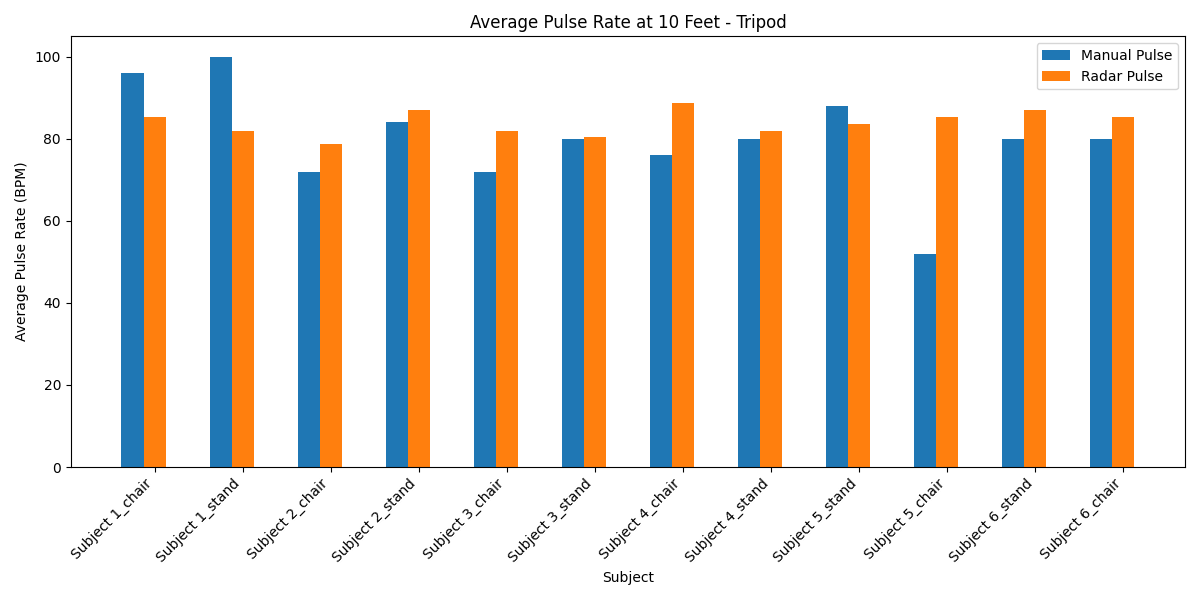 Average Pulse Rate at 10 Feet - Tripod
Manual Pulse
Radar Pulse
Average Pulse Rate (BPM)
100
80
60
40
20
0
Subject 1_chair
Subject 1_stand
Subject 2_chair
Subject 2_stand
Subject 3_chair
Subject 3_stand
Subject 4_chair
Subject 4_stand
Subject 5_stand
Subject 5_chair
Subject 6_stand
Subject 6_chair
Subject